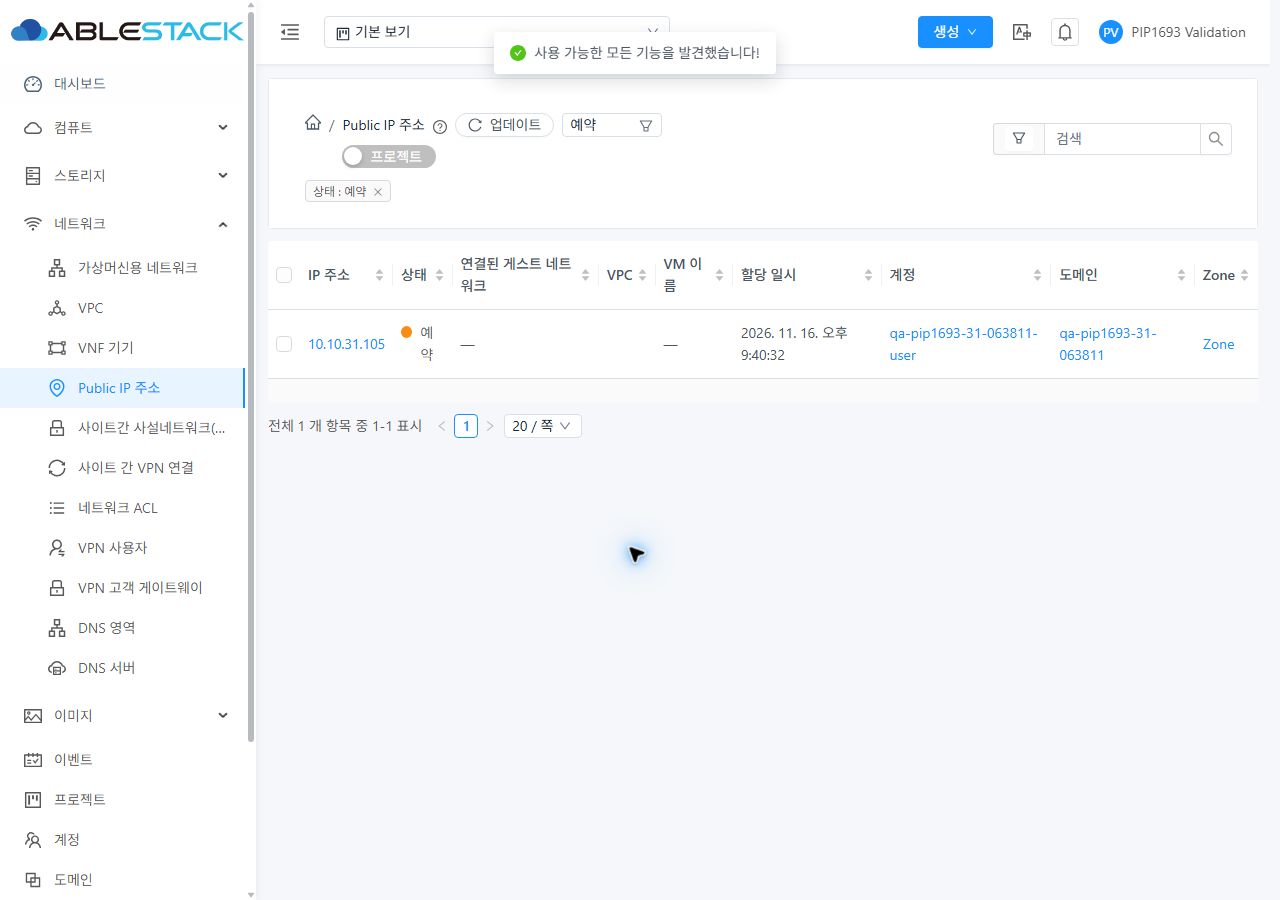 ABLESTACK
기본 보기
생성
PV
PIP1693 Validation
사용 가능한 모든 기능을 발견했습니다!
대시보드
컴퓨트
스토리지
네트워크
가상머신용 네트워크
VPC
VNF 기기
Public IP 주소
사이트간 사설네트워크(...
사이트 간 VPN 연결
네트워크 ACL
VPN 사용자
VPN 고객 게이트웨이
DNS 영역
DNS 서버
이미지
이벤트
프로젝트
계정
도메인
/ Public IP 주소
업데이트
예약
프로젝트
상태 : 예약
검색
IP 주소
상태
연결된 게스트 네트
워크
VPC
VM 이
름
할당 일시
계정
도메인
Zone
10.10.31.105
예
약
—
—
2026. 11. 16. 오후
9:40:32
qa-pip1693-31-063811-
user
qa-pip1693-31-
063811
Zone
전체 1 개 항목 중 1-1 표시
1
20 / 쪽